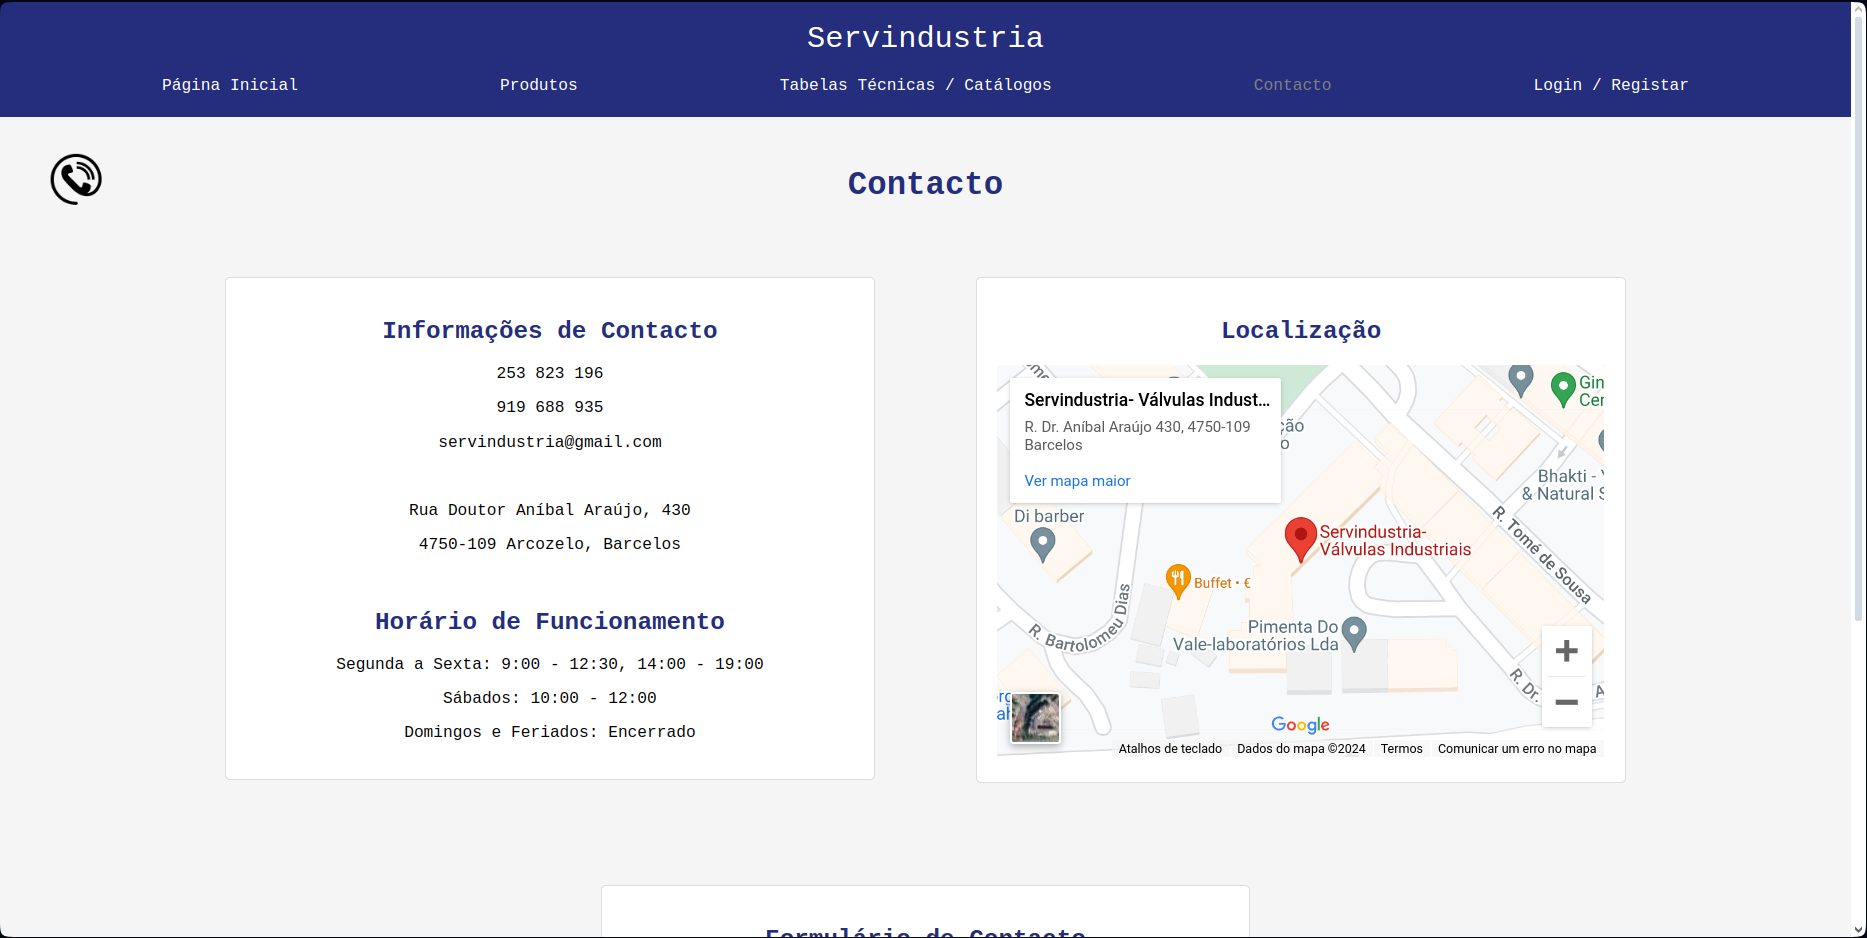 Servindustria
Página Inicial
Produtos
Tabelas Técnicas / Catálogos
Contacto
Login / Registar
Contacto
Informações de Contacto
253 823 196
919 688 935
servindustria@gmail.com
Rua Doutor Aníbal Araújo, 430
4750-109 Arcozelo, Barcelos
Horário de Funcionamento
Segunda a Sexta: 9:00 - 12:30, 14:00 - 19:00
Sábados: 10:00 - 12:00
Domingos e Feriados: Encerrado
Localização
Servindustria- Válvulas Indust...
R. Dr. Aníbal Araújo 430, 4750-109
Barcelos
Ver mapa maior
Gin
Cer
ção
o
Bhakti -
& Natural S
Di barber
R. Tomé de Sousa
Servindustria-
Válvulas Industriais
Buffet • €
R. Bartolomeu Dias
Pimenta Do
Vale-laboratórios Lda
R. Dr.
A
Google
Atalhos de teclado
Dados do mapa ©2024
Termos
Comunicar um erro no mapa
Formulário de Contacto